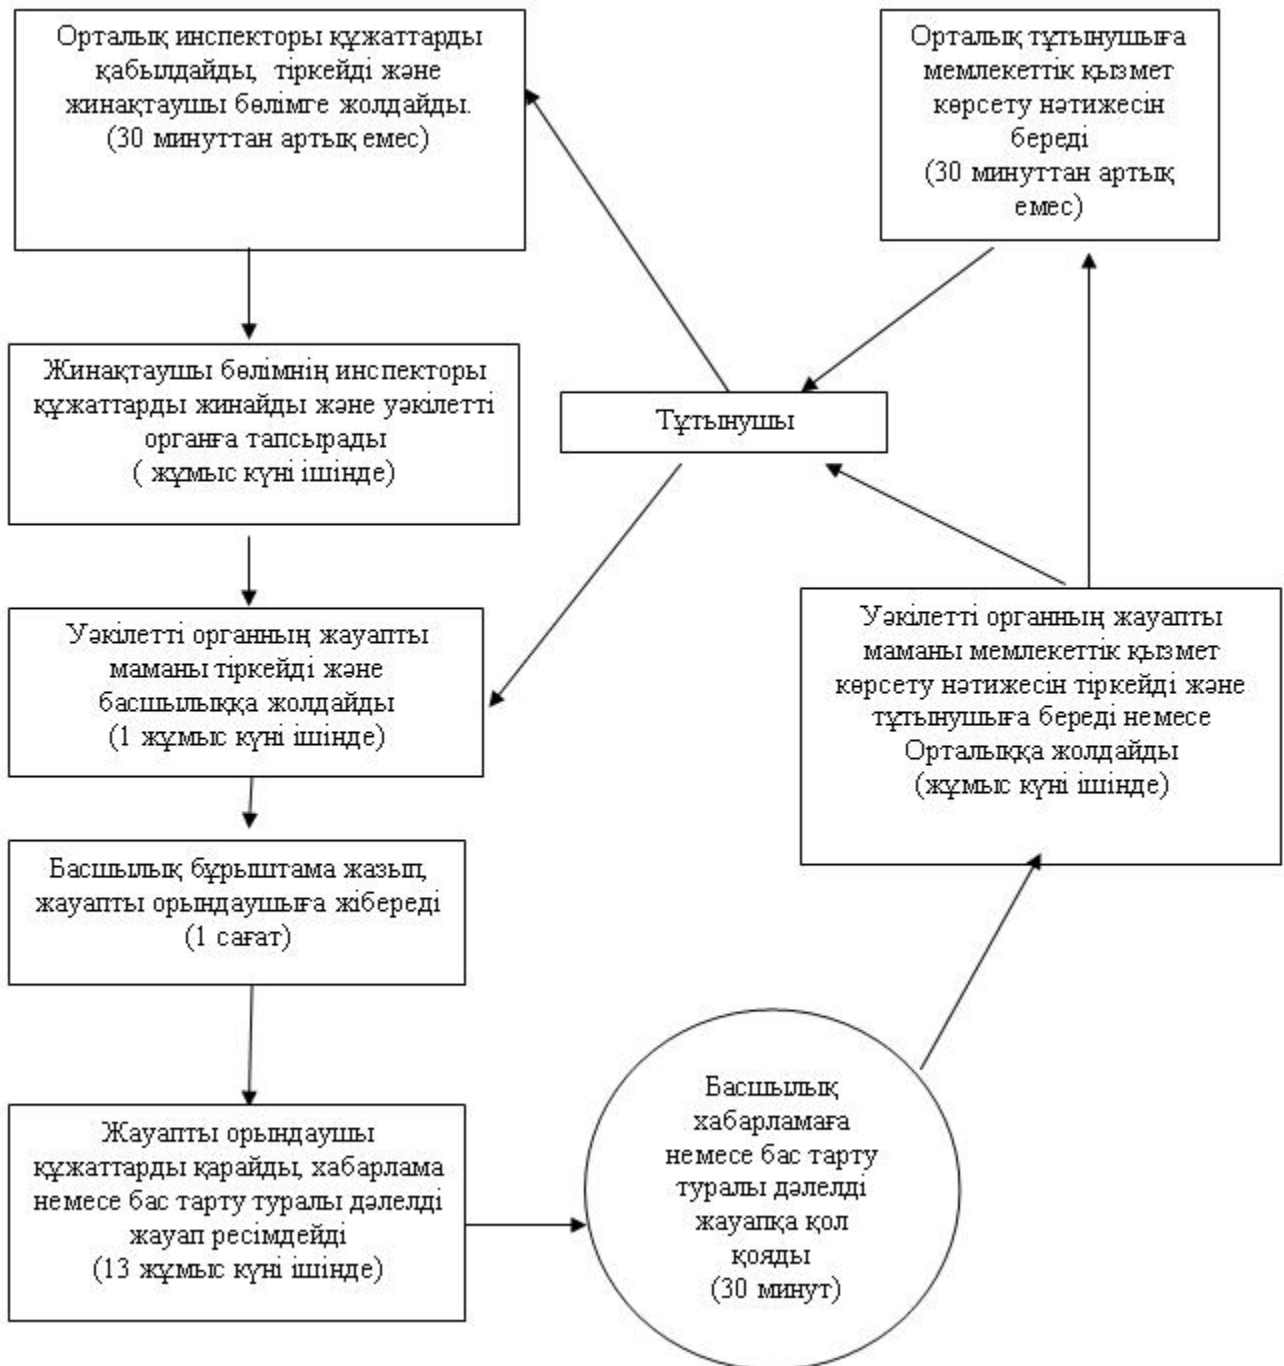 Орталық инспекторы құжаттарды
қабылдайды, тіркейді және
жинақтаушы бөлімге жолдайды.
(30 минуттан артық емес)
Орталық тұтынушыға
мемлекеттік қызмет
көрсету нәтижесін
береді
(30 минуттан артық
емес)
Жинақтаушы бөлімнің инспекторы
құжаттарды жинайды және уәкілетті
органға тапсырады
( жұмыс күні ішінде)
Тұтынушы
Уәкілетті органның жауапты
маманы тіркейді және
басшылыққа жолдайды
(1 жұмыс күні ішінде)
Уәкілетті органның жауапты
маманы мемлекеттік қызмет
көрсету нәтижесін тіркейді және
тұтынушыға береді немесе
Орталыққа жолдайды
(жұмыс күні ішінде)
Басшылық бұрыштама жазып,
жауапты орындаушыға жібереді
(1 сағат)
Жауапты орындаушы
құжаттарды қарайды, хабарлама
немесе бас тарту туралы дәлелді
жауап ресімдейді
(13 жұмыс күні ішінде)
Басшылық
хабарламаға
немесе бас тарту
туралы дәлелді
жауапқа қол
қояды
(30 минут)